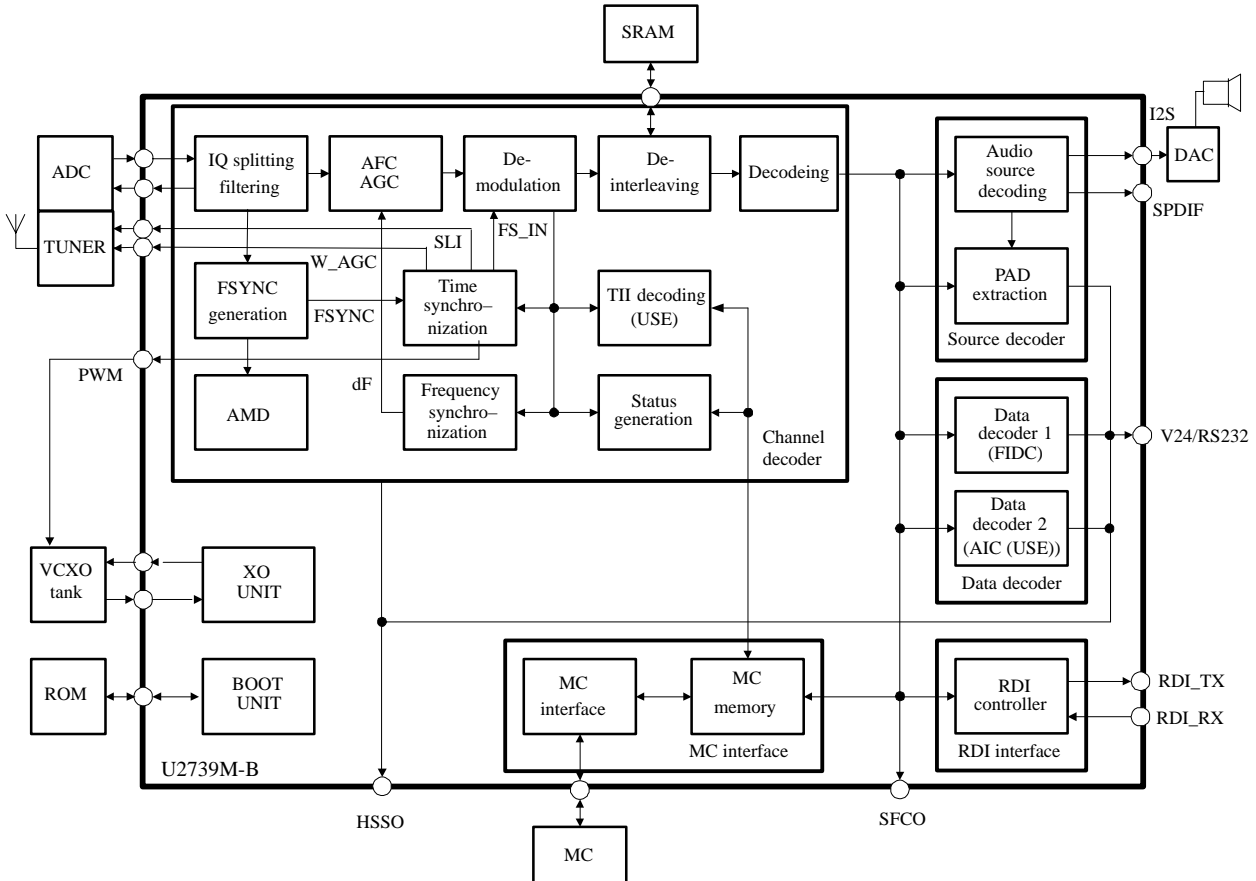 SRAM
I2S
ADC
IQ splitting
filtering
AFC
AGC
De-
modulation
De-
interleaving
Decodeing
Audio
source
decoding
DAC
SPDIF
TUNER
SLI
FS_IN
W_AGC
FSYNC
generation
FSYNC
Time
synchro–
nization
TII decoding
(USE)
PAD
extraction
Source decoder
PWM
dF
AMD
Frequency
synchro–
nization
Status
generation
Channel
decoder
Data
decoder 1
(FIDC)
V24/RS232
Data
decoder 2
(AIC (USE))
Data decoder
VCXO
tank
XO
UNIT
ROM
BOOT
UNIT
MC
interface
MC
memory
MC interface
RDI
controller
RDI interface
RDI_TX
RDI_RX
U2739M-B
HSSO
SFCO
MC